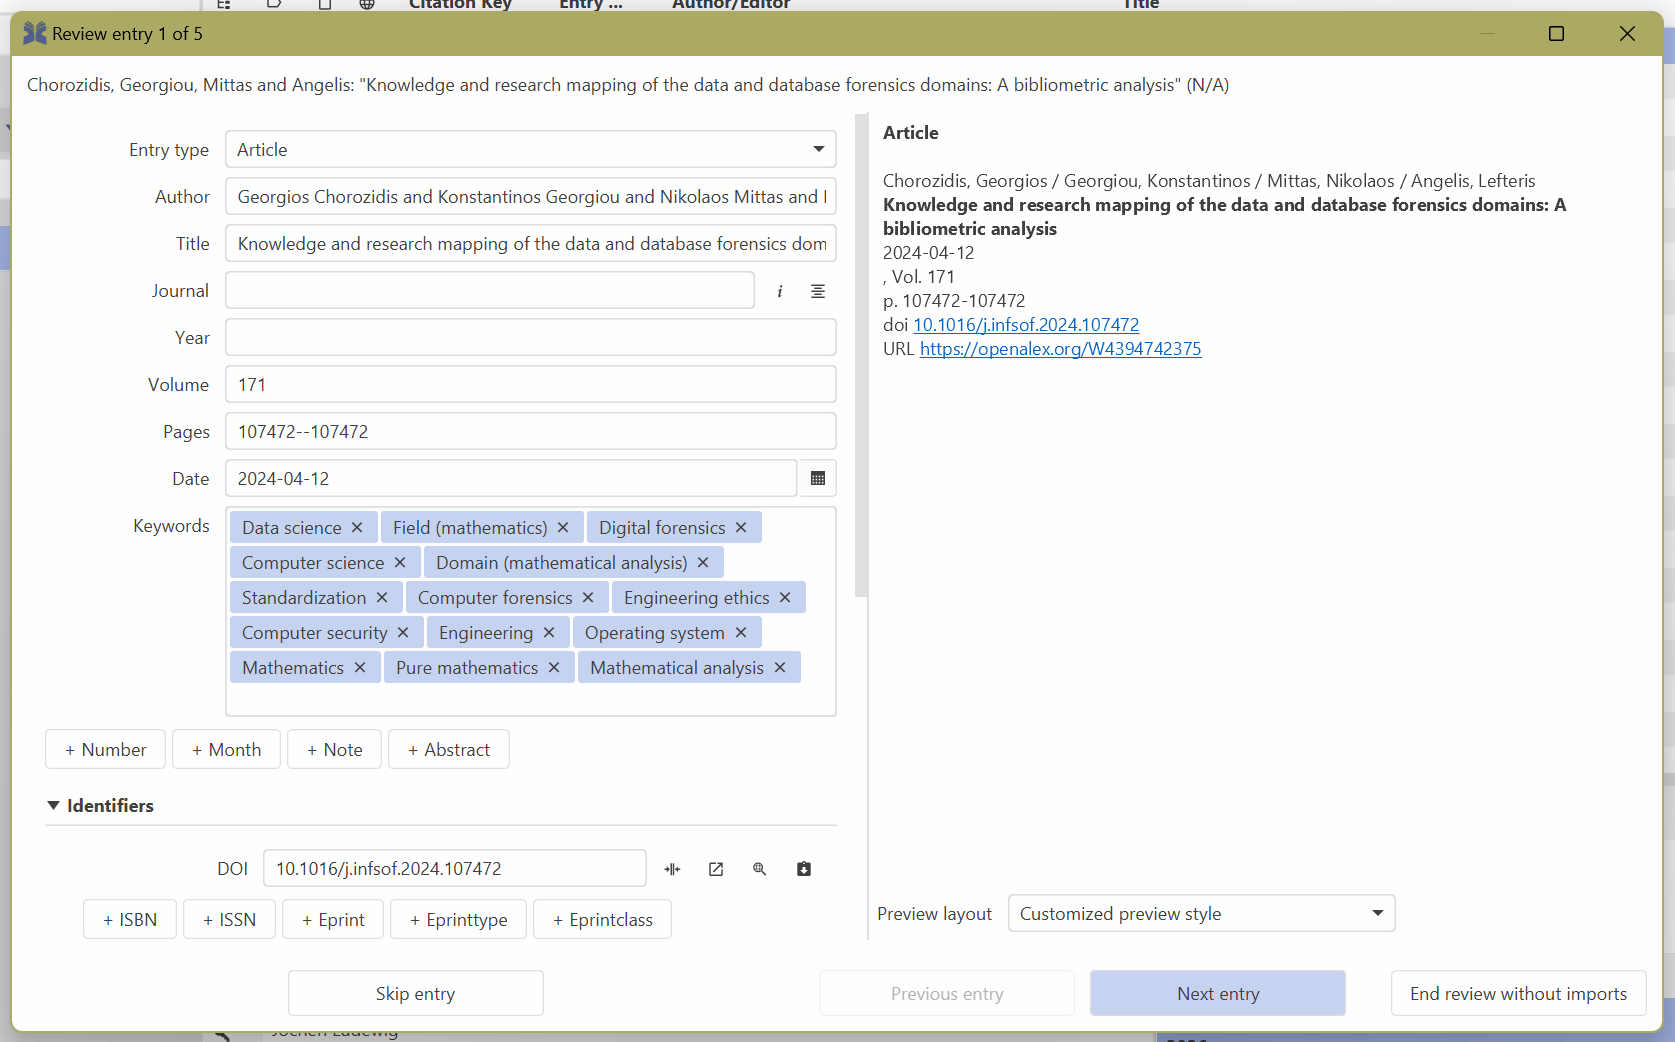 Citation Key Entry ... Author/Editor Title
Review entry 1 of 5
Chorozidis, Georgiou, Mittas and Angelis: "Knowledge and research mapping of the data and database forensics domains: A bibliometric analysis" (N/A)
Entry type Article
Author Georgios Chorozidis and Konstantinos Georgiou and Nikolaos Mittas and
Title Knowledge and research mapping of the data and database forensics dom
Journal i
Year
Volume 171
Pages 107472--107472
Date 2024-04-12
Keywords Data science × Field (mathematics) × Digital forensics ×
Computer science × Domain (mathematical analysis) ×
Standardization × Computer forensics × Engineering ethics ×
Computer security × Engineering × Operating system ×
Mathematics × Pure mathematics × Mathematical analysis ×
+ Number + Month + Note + Abstract
Identifiers
DOI 10.1016/j.infsof.2024.107472
+ ISBN + ISSN + Eprint + Eprinttype + Eprintclass
Article
Chorozidis, Georgios / Georgiou, Konstantinos / Mittas, Nikolaos / Angelis, Lefteris
Knowledge and research mapping of the data and database forensics domains: A
bibliometric analysis
2024-04-12
, Vol. 171
p. 107472-107472
doi 10.1016/j.infsof.2024.107472
URL https://openalex.org/W4394742375
Preview layout Customized preview style
Skip entry Previous entry Next entry End review without imports
Jochen Ludewig